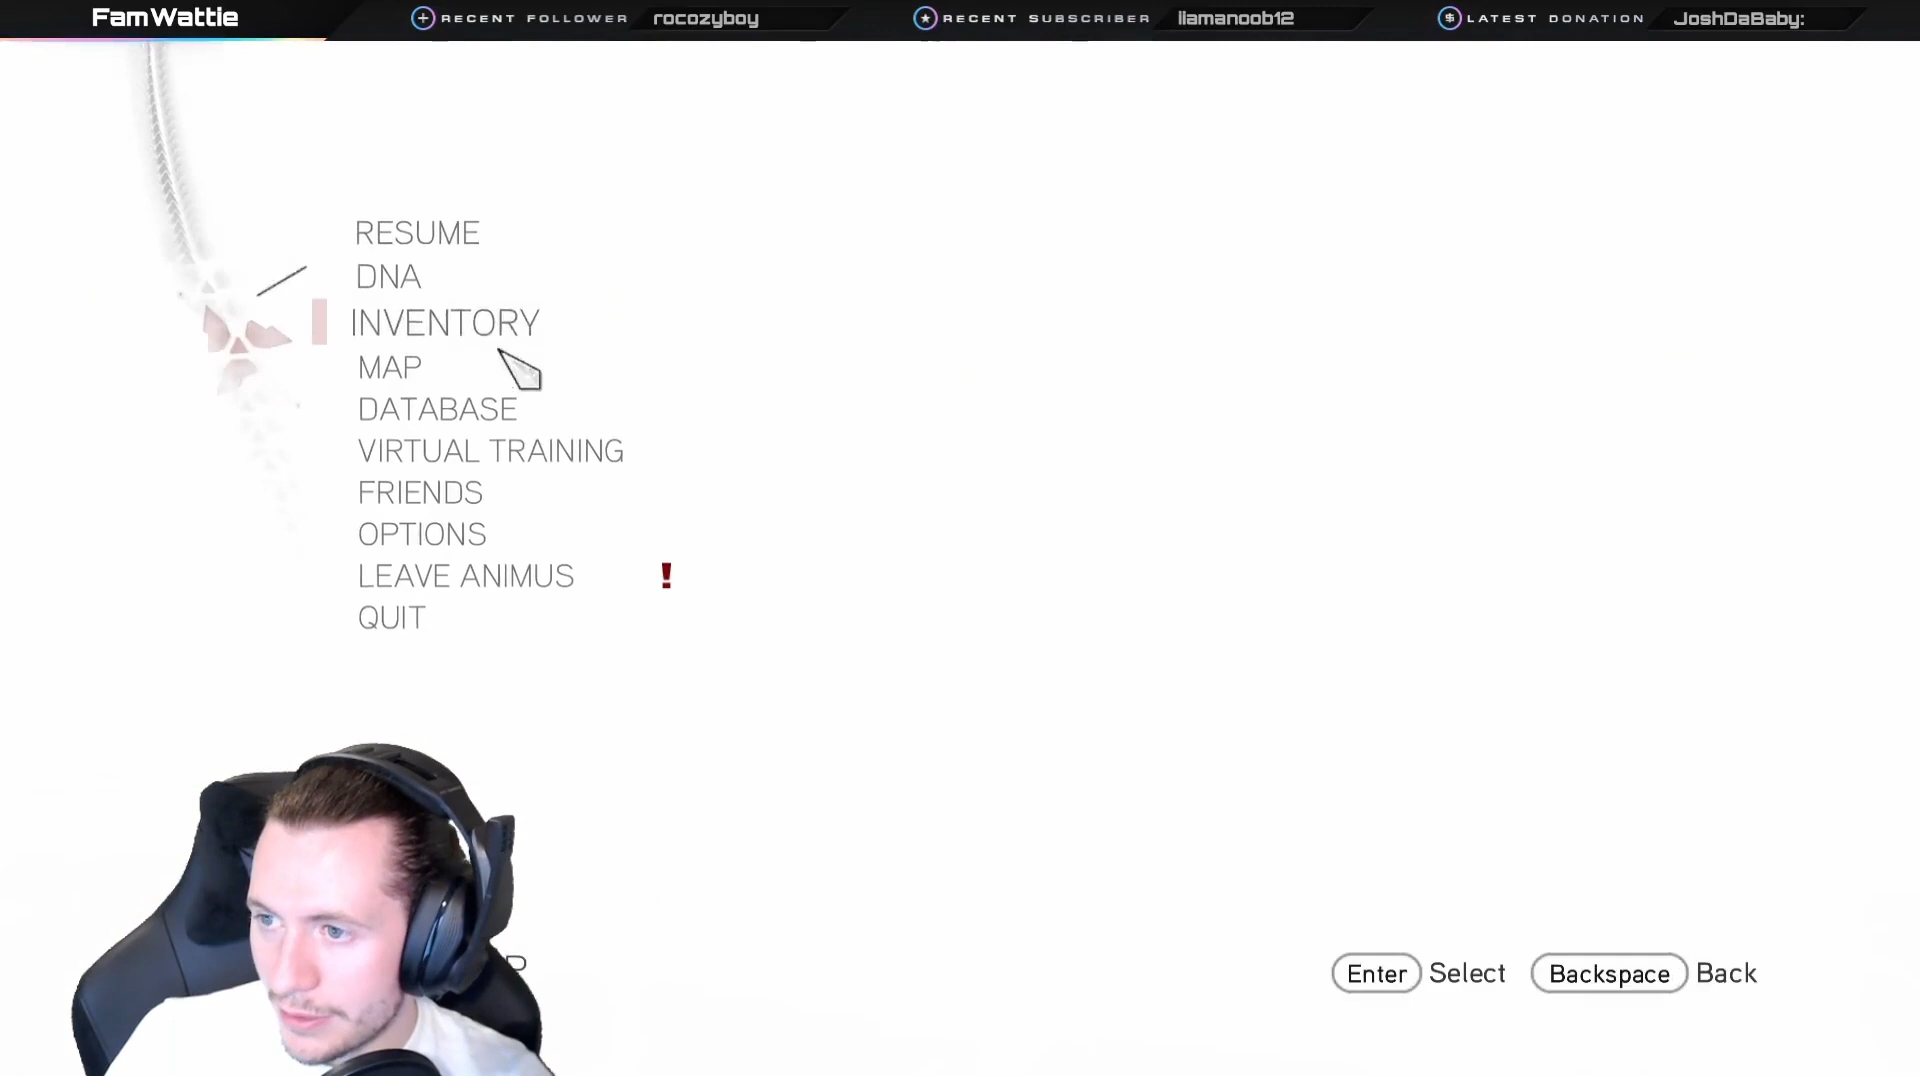 FamWattie
RECENT FOLLOWER rocozyboy
RECENT SUBSCRIBER llamanoob12
LATEST DONATION JoshDaBaby:
RESUME
DNA
INVENTORY
MAP
DATABASE
VIRTUAL TRAINING
FRIENDS
OPTIONS
LEAVE ANIMUS !
QUIT
Enter Select Backspace Back